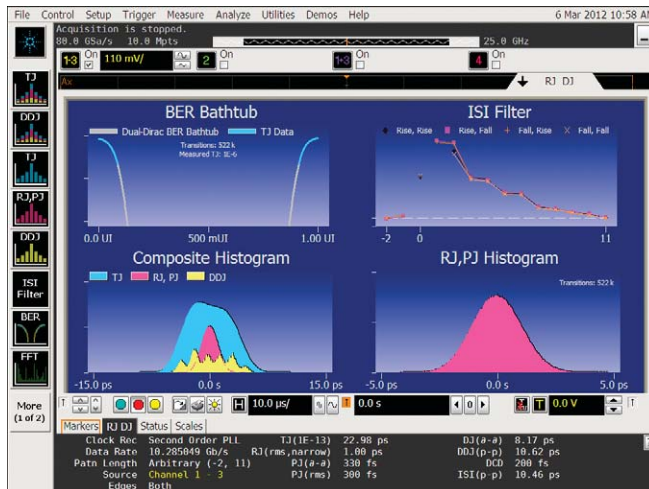 File Control Setup Trigger Measure Analyze Utilities Demos Help 6 Mar 2012 10:58 AM
Acquisition is stopped.
80.0 GSa/s 10.0 Mpts 25.0 GHz
1-3 On 110 mV/ 2 On 1+3 On 4 On
Ax
RJ DJ
TJ
DDJ
TJ
RJ,PJ
DDJ
ISI
Filter
BER
FFT
More
(1 of 2)
BER Bathtub
Dual-Dirac BER Bathtub TJ Data
Transitions: 522 k
Measured TJ: 1E-6
0.0 UI 500 mUI 1.00 UI
ISI Filter
Rise, Rise Rise, Fall Fall, Rise Fall, Fall
-2 0 11
Composite Histogram
TJ RJ, PJ DDJ
-15.0 ps 0.0 s 15.0 ps
RJ,PJ Histogram
Transitions: 522 k
-5.0 ps 0.0 s 5.0 ps
H 10.0 µs/ 0.0 s 0 T 0.0 V
Markers RJ DJ Status Scales
Clock Rec Second Order PLL TJ(1E-13) 22.98 ps DJ(∂-∂) 8.17 ps
Data Rate 10.285049 Gb/s RJ(rms,narrow) 1.00 ps DDJ(p-p) 10.62 ps
Patn Length Arbitrary (-2, 11) PJ(∂-∂) 330 fs DCD 200 fs
Source Channel 1 - 3 PJ(rms) 300 fs ISI(p-p) 10.46 ps
Edges Both